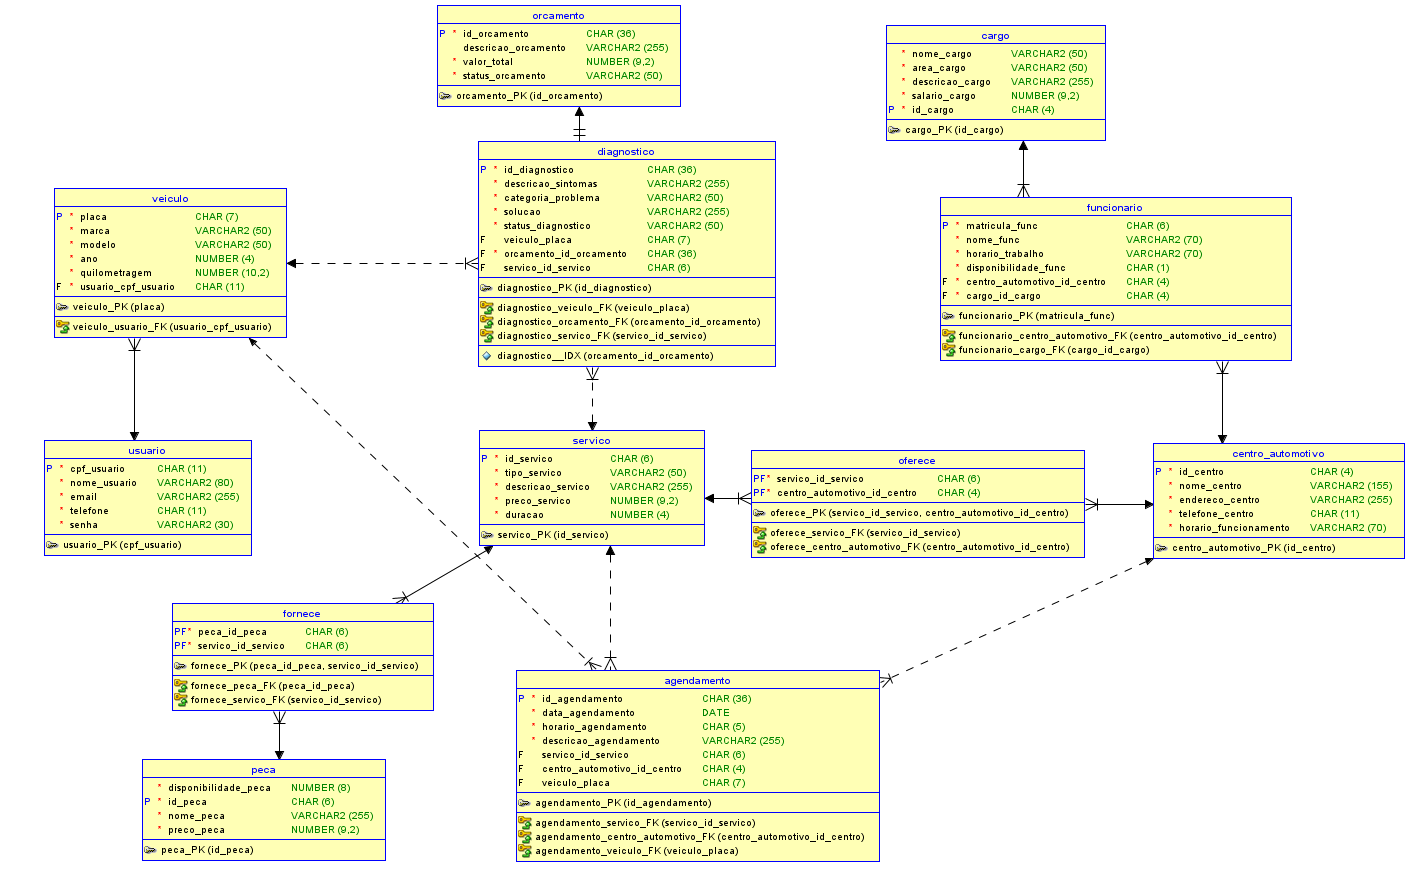 orcamento
P * id_orcamento CHAR (36)
descricao_orcamento VARCHAR2 (255)
* valor_total NUMBER (9,2)
* status_orcamento VARCHAR2 (50)
orcamento_PK (id_orcamento)
cargo
* nome_cargo VARCHAR2 (50)
* area_cargo VARCHAR2 (50)
* descricao_cargo VARCHAR2 (255)
* salario_cargo NUMBER (9,2)
P * id_cargo CHAR (4)
cargo_PK (id_cargo)
diagnostico
P * id_diagnostico CHAR (36)
* descricao_sintomas VARCHAR2 (255)
* categoria_problema VARCHAR2 (50)
* solucao VARCHAR2 (255)
* status_diagnostico VARCHAR2 (50)
F veiculo_placa CHAR (7)
F * orcamento_id_orcamento CHAR (36)
F servico_id_servico CHAR (6)
diagnostico_PK (id_diagnostico)
diagnostico_veiculo_FK (veiculo_placa)
diagnostico_orcamento_FK (orcamento_id_orcamento)
diagnostico_servico_FK (servico_id_servico)
diagnostico__IDX (orcamento_id_orcamento)
veiculo
P * placa CHAR (7)
* marca VARCHAR2 (50)
* modelo VARCHAR2 (50)
* ano NUMBER (4)
* quilometragem NUMBER (10,2)
F * usuario_cpf_usuario CHAR (11)
veiculo_PK (placa)
veiculo_usuario_FK (usuario_cpf_usuario)
funcionario
P * matricula_func CHAR (6)
* nome_func VARCHAR2 (70)
* horario_trabalho VARCHAR2 (70)
* disponibilidade_func CHAR (1)
F * centro_automotivo_id_centro CHAR (4)
F * cargo_id_cargo CHAR (4)
funcionario_PK (matricula_func)
funcionario_centro_automotivo_FK (centro_automotivo_id_centro)
funcionario_cargo_FK (cargo_id_cargo)
usuario
P * cpf_usuario CHAR (11)
* nome_usuario VARCHAR2 (80)
* email VARCHAR2 (255)
* telefone CHAR (11)
* senha VARCHAR2 (30)
usuario_PK (cpf_usuario)
servico
P * id_servico CHAR (6)
* tipo_servico VARCHAR2 (50)
* descricao_servico VARCHAR2 (255)
* preco_servico NUMBER (9,2)
* duracao NUMBER (4)
servico_PK (id_servico)
oferece
PF* servico_id_servico CHAR (6)
PF* centro_automotivo_id_centro CHAR (4)
oferece_PK (servico_id_servico, centro_automotivo_id_centro)
oferece_servico_FK (servico_id_servico)
oferece_centro_automotivo_FK (centro_automotivo_id_centro)
centro_automotivo
P * id_centro CHAR (4)
* nome_centro VARCHAR2 (155)
* endereco_centro VARCHAR2 (255)
* telefone_centro CHAR (11)
* horario_funcionamento VARCHAR2 (70)
centro_automotivo_PK (id_centro)
fornece
PF* peca_id_peca CHAR (6)
PF* servico_id_servico CHAR (6)
fornece_PK (peca_id_peca, servico_id_servico)
fornece_peca_FK (peca_id_peca)
fornece_servico_FK (servico_id_servico)
agendamento
P * id_agendamento CHAR (36)
* data_agendamento DATE
* horario_agendamento CHAR (5)
* descricao_agendamento VARCHAR2 (255)
F servico_id_servico CHAR (6)
F centro_automotivo_id_centro CHAR (4)
F veiculo_placa CHAR (7)
agendamento_PK (id_agendamento)
agendamento_servico_FK (servico_id_servico)
agendamento_centro_automotivo_FK (centro_automotivo_id_centro)
agendamento_veiculo_FK (veiculo_placa)
peca
* disponibilidade_peca NUMBER (8)
P * id_peca CHAR (6)
* nome_peca VARCHAR2 (255)
* preco_peca NUMBER (9,2)
peca_PK (id_peca)